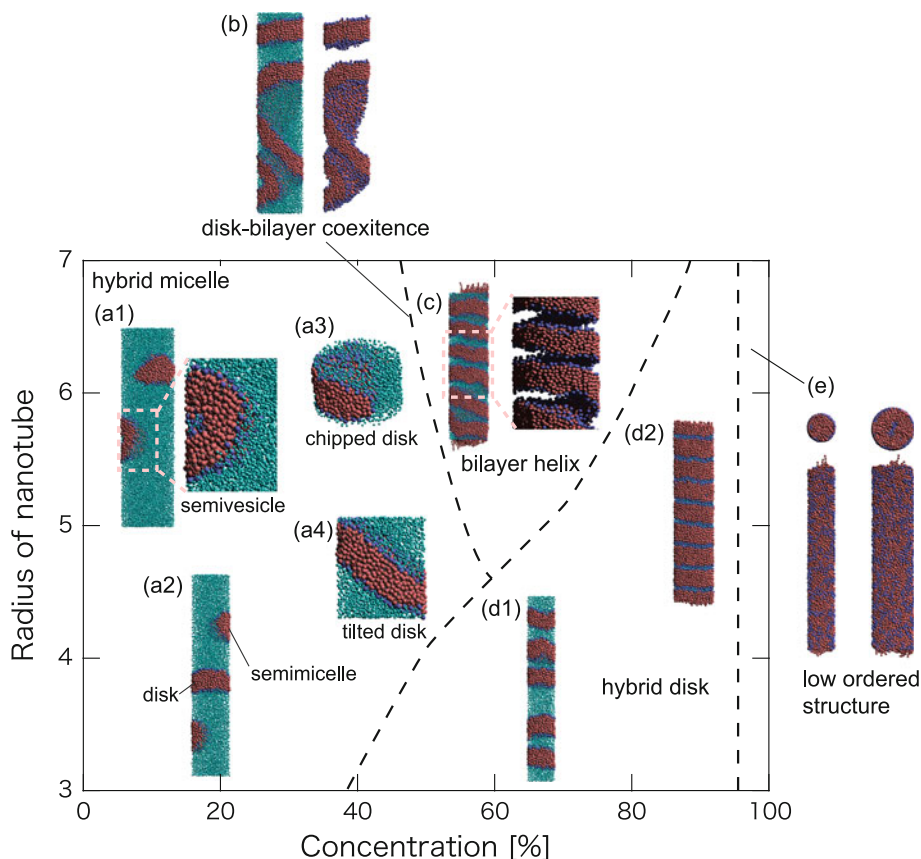 (b)
disk-bilayer coexitence
7
hybrid micelle
(a1)
(a3)
(c)
(e)
6
chipped disk
(d2)
bilayer helix
semivesicle
Radius of nanotube
5
(a4)
(a2)
tilted disk
(d1)
semimicelle
4
disk
hybrid disk
low ordered
structure
3
0
20
40
60
80
100
Concentration [%]